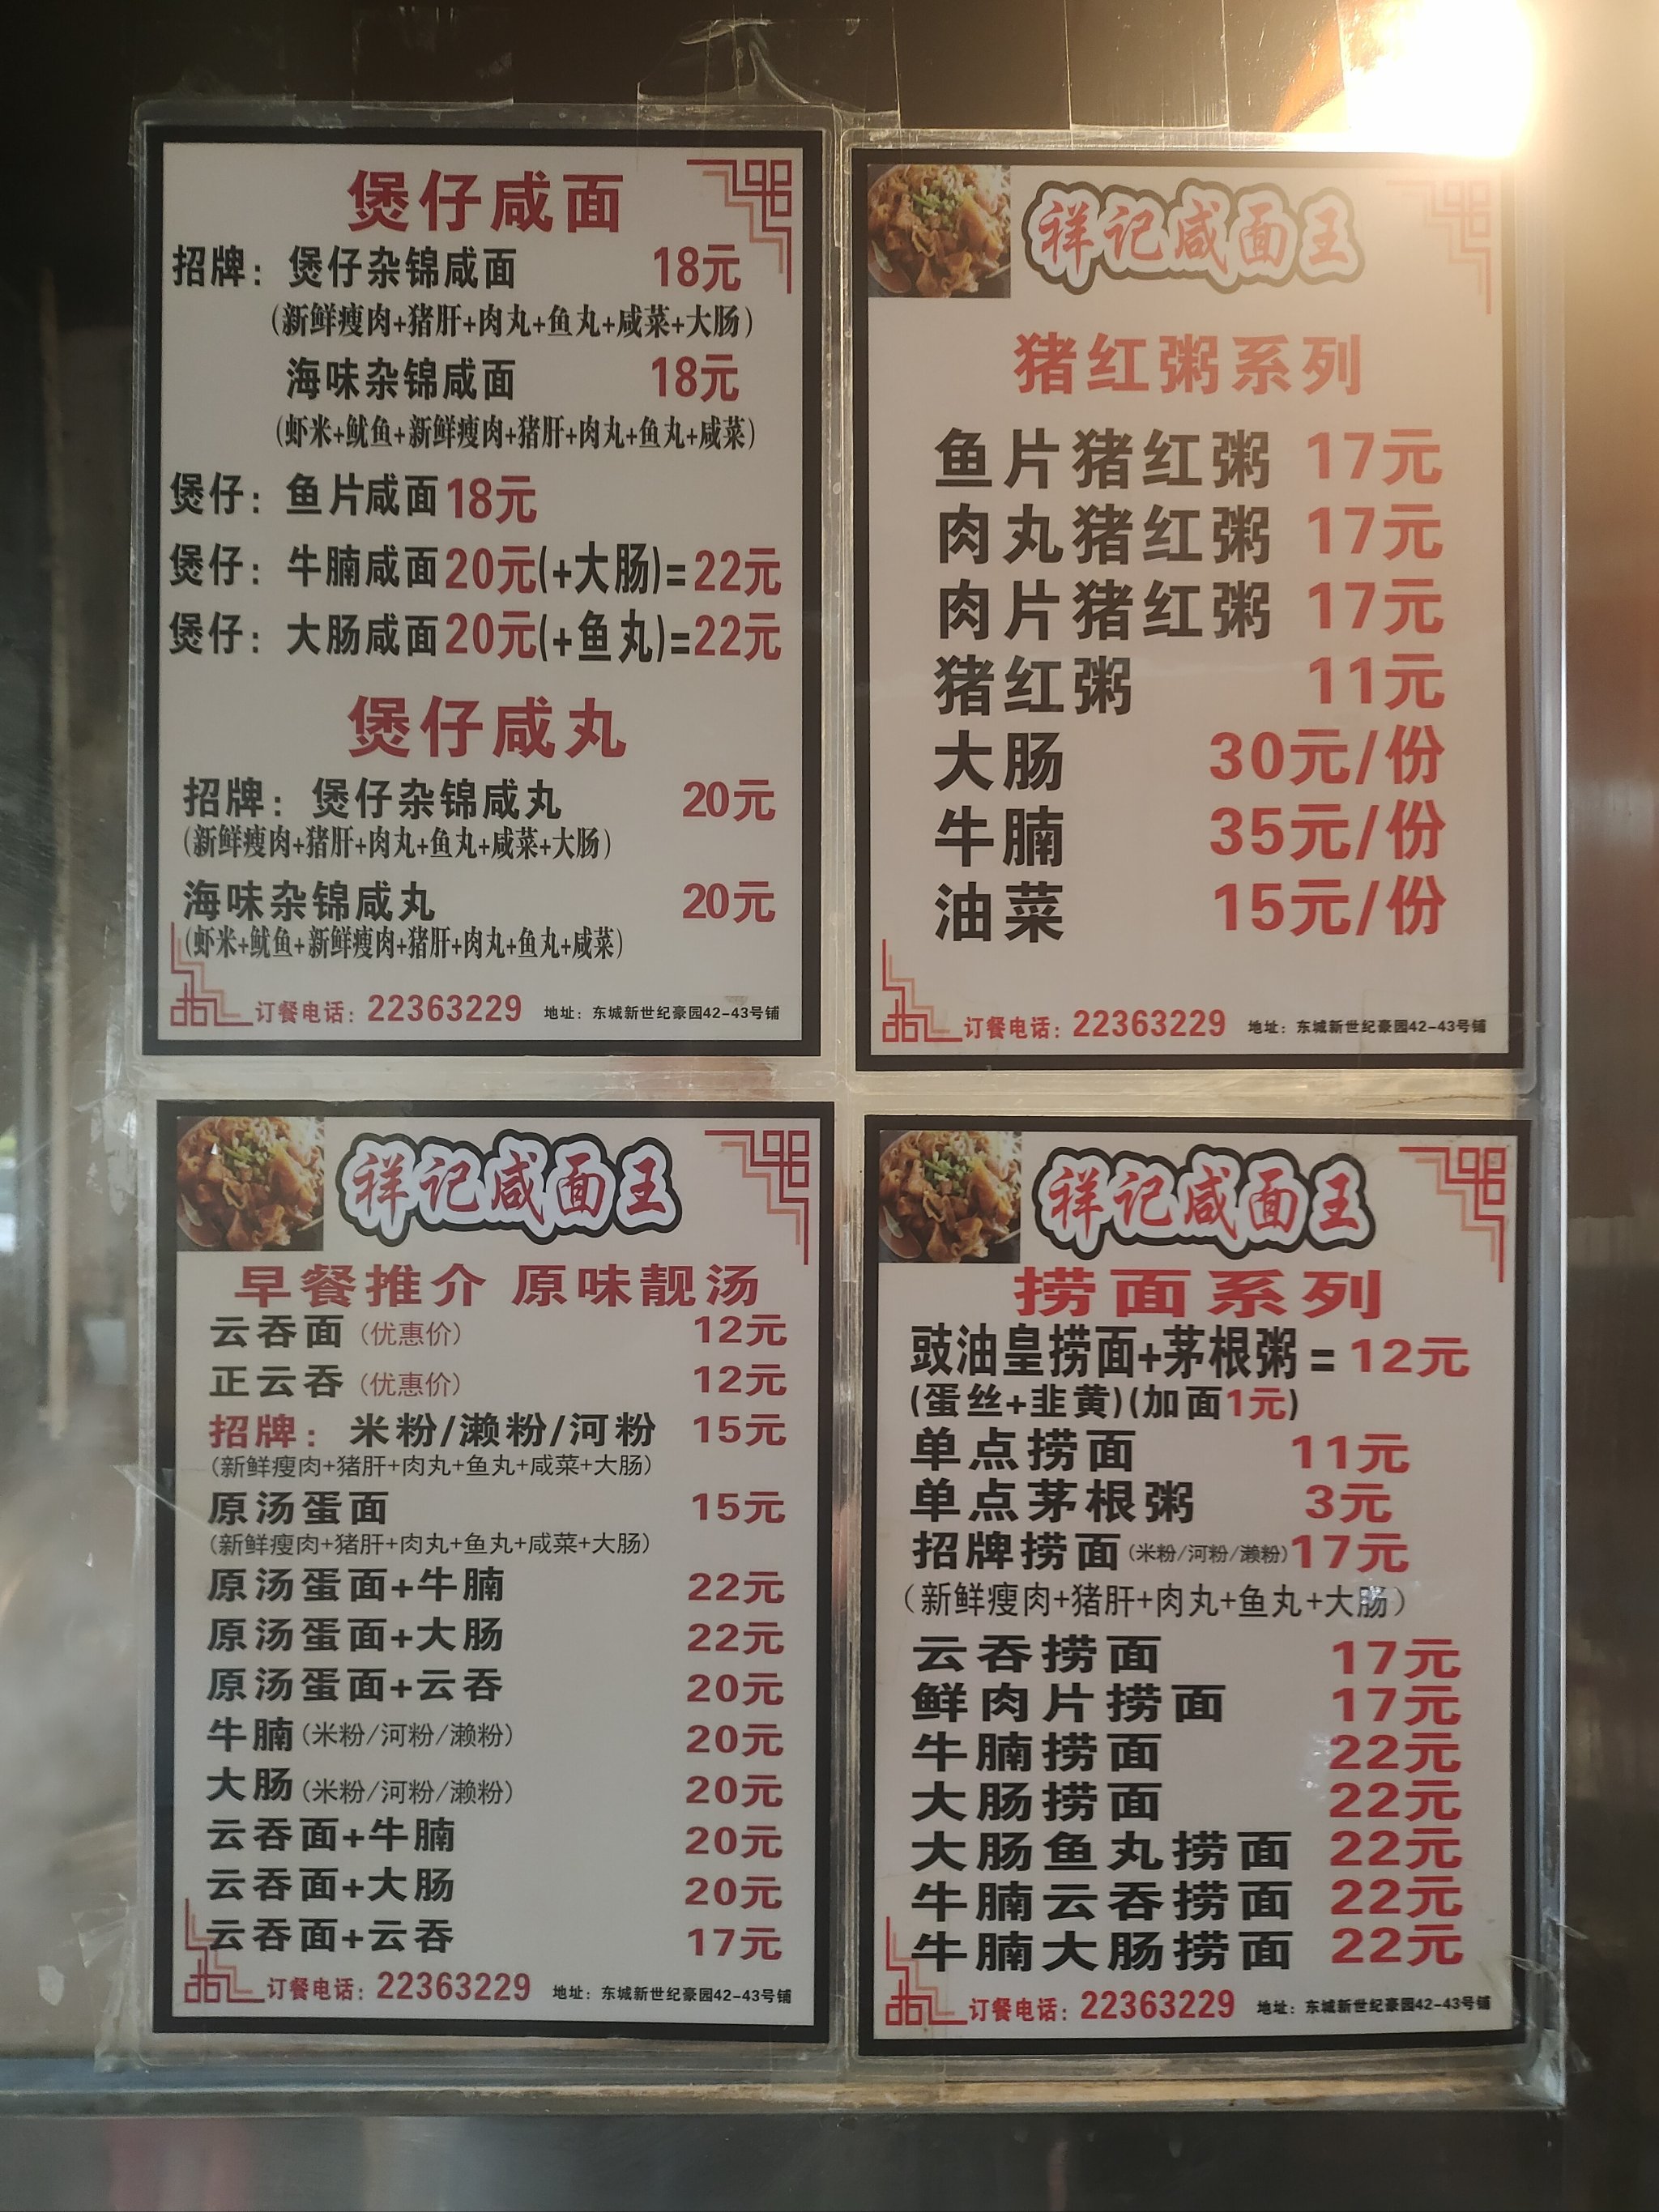 煲仔咸面
招牌：煲仔杂锦咸面 18元
(新鲜瘦肉+猪肝+肉丸+鱼丸+咸菜+大肠)
海味杂锦咸面 18元
(虾米+鱿鱼+新鲜瘦肉+猪肝+肉丸+鱼丸+咸菜)
煲仔：鱼片咸面18元
煲仔：牛腩咸面20元(+大肠)=22元
煲仔：大肠咸面20元(+鱼丸)=22元
煲仔咸丸
招牌：煲仔杂锦咸丸 20元
(新鲜瘦肉+猪肝+肉丸+鱼丸+咸菜+大肠)
海味杂锦咸丸 20元
(虾米+鱿鱼+新鲜瘦肉+猪肝+肉丸+鱼丸+咸菜)
订餐电话：22363229 地址：东城新世纪豪园42-43号铺
祥记咸面王
猪红粥系列
鱼片猪红粥 17元
肉丸猪红粥 17元
肉片猪红粥 17元
猪红粥 11元
大肠 30元/份
牛腩 35元/份
油菜 15元/份
订餐电话：22363229 地址：东城新世纪豪园42-43号铺
祥记咸面王
早餐推介 原味靓汤
云吞面(优惠价) 12元
正云吞(优惠价) 12元
招牌：米粉/濑粉/河粉 15元
(新鲜瘦肉+猪肝+肉丸+鱼丸+咸菜+大肠)
原汤蛋面 15元
(新鲜瘦肉+猪肝+肉丸+鱼丸+咸菜+大肠)
原汤蛋面+牛腩 22元
原汤蛋面+大肠 22元
原汤蛋面+云吞 20元
牛腩(米粉/河粉/濑粉) 20元
大肠(米粉/河粉/濑粉) 20元
云吞面+牛腩 20元
云吞面+大肠 20元
云吞面+云吞 17元
订餐电话：22363229 地址：东城新世纪豪园42-43号铺
祥记咸面王
捞面系列
豉油皇捞面+茅根粥=12元
(蛋丝+韭黄)(加面1元)
单点捞面 11元
单点茅根粥 3元
招牌捞面(米粉/河粉/濑粉)17元
(新鲜瘦肉+猪肝+肉丸+鱼丸+大肠)
云吞捞面 17元
鲜肉片捞面 17元
牛腩捞面 22元
大肠捞面 22元
大肠鱼丸捞面 22元
牛腩云吞捞面 22元
牛腩大肠捞面 22元
订餐电话：22363229 地址：东城新世纪豪园42-43号铺